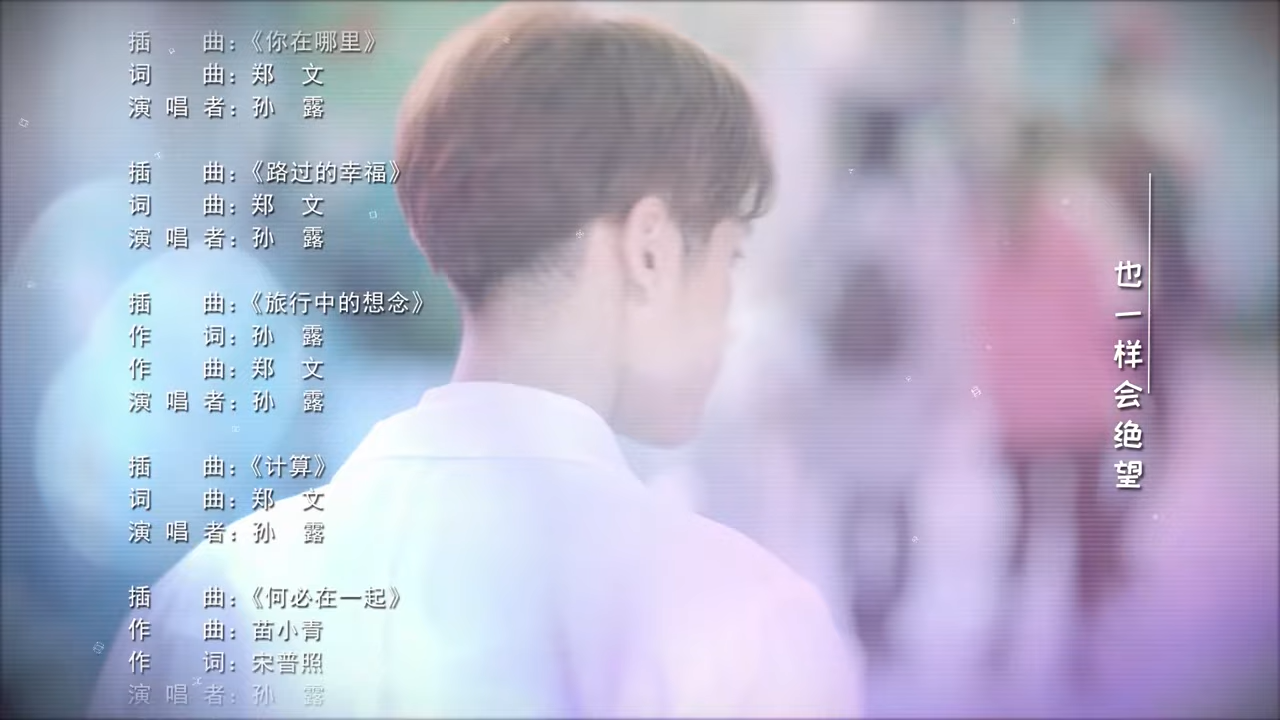 插 曲：《你在哪里》
词 曲：郑 文
演 唱 者：孙 露
插 曲：《路过的幸福》
词 曲：郑 文
演 唱 者：孙 露
插 曲：《旅行中的想念》
作 词：孙 露
作 曲：郑 文
演 唱 者：孙 露
插 曲：《计算》
词 曲：郑 文
演 唱 者：孙 露
插 曲：《何必在一起》
作 曲：苗小青
作 词：宋普照
演 唱 者：孙 露
也一样会绝望